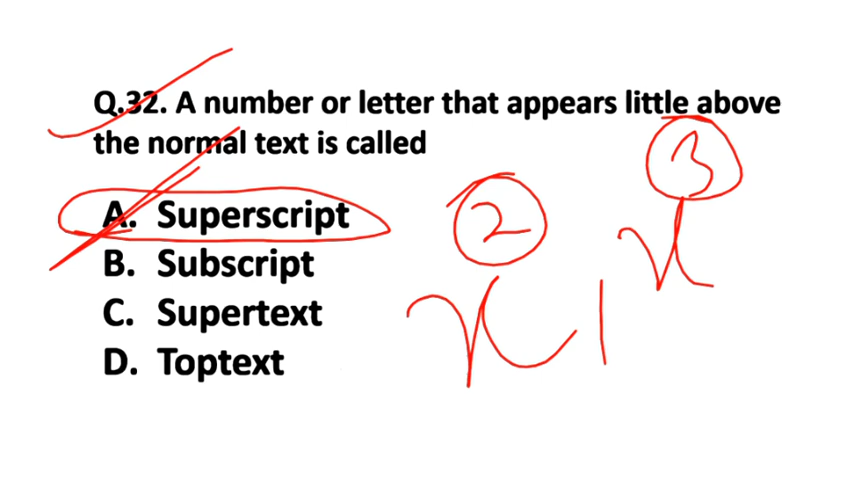 Q.32. A number or letter that appears little above
the normal text is called
A. Superscript
B. Subscript
C. Supertext
D. Toptext
2
x
3
x